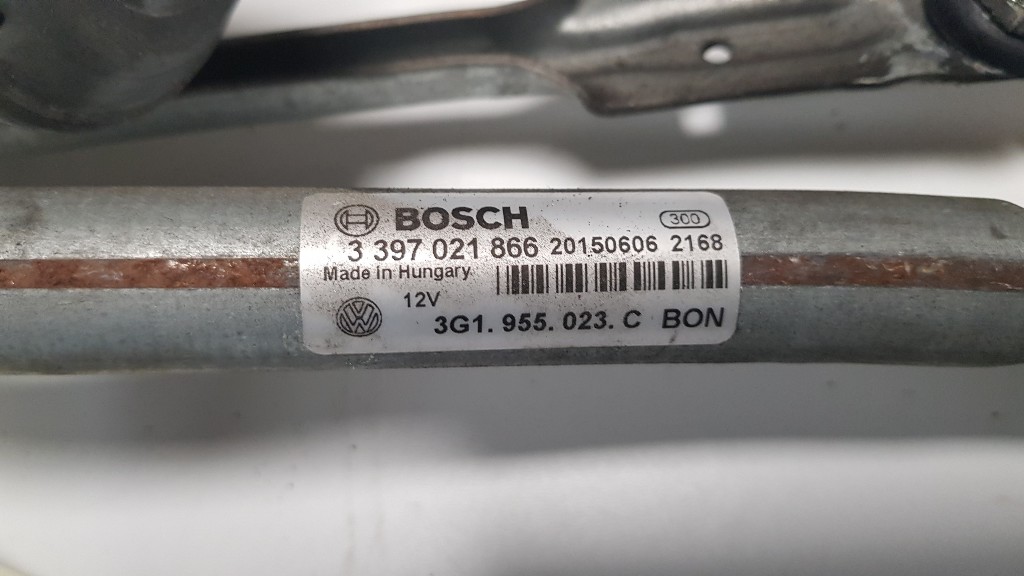 BOSCH 300
3 397 021 866 20150606 2168
Made in Hungary
12V
3G1. 955. 023. C BON